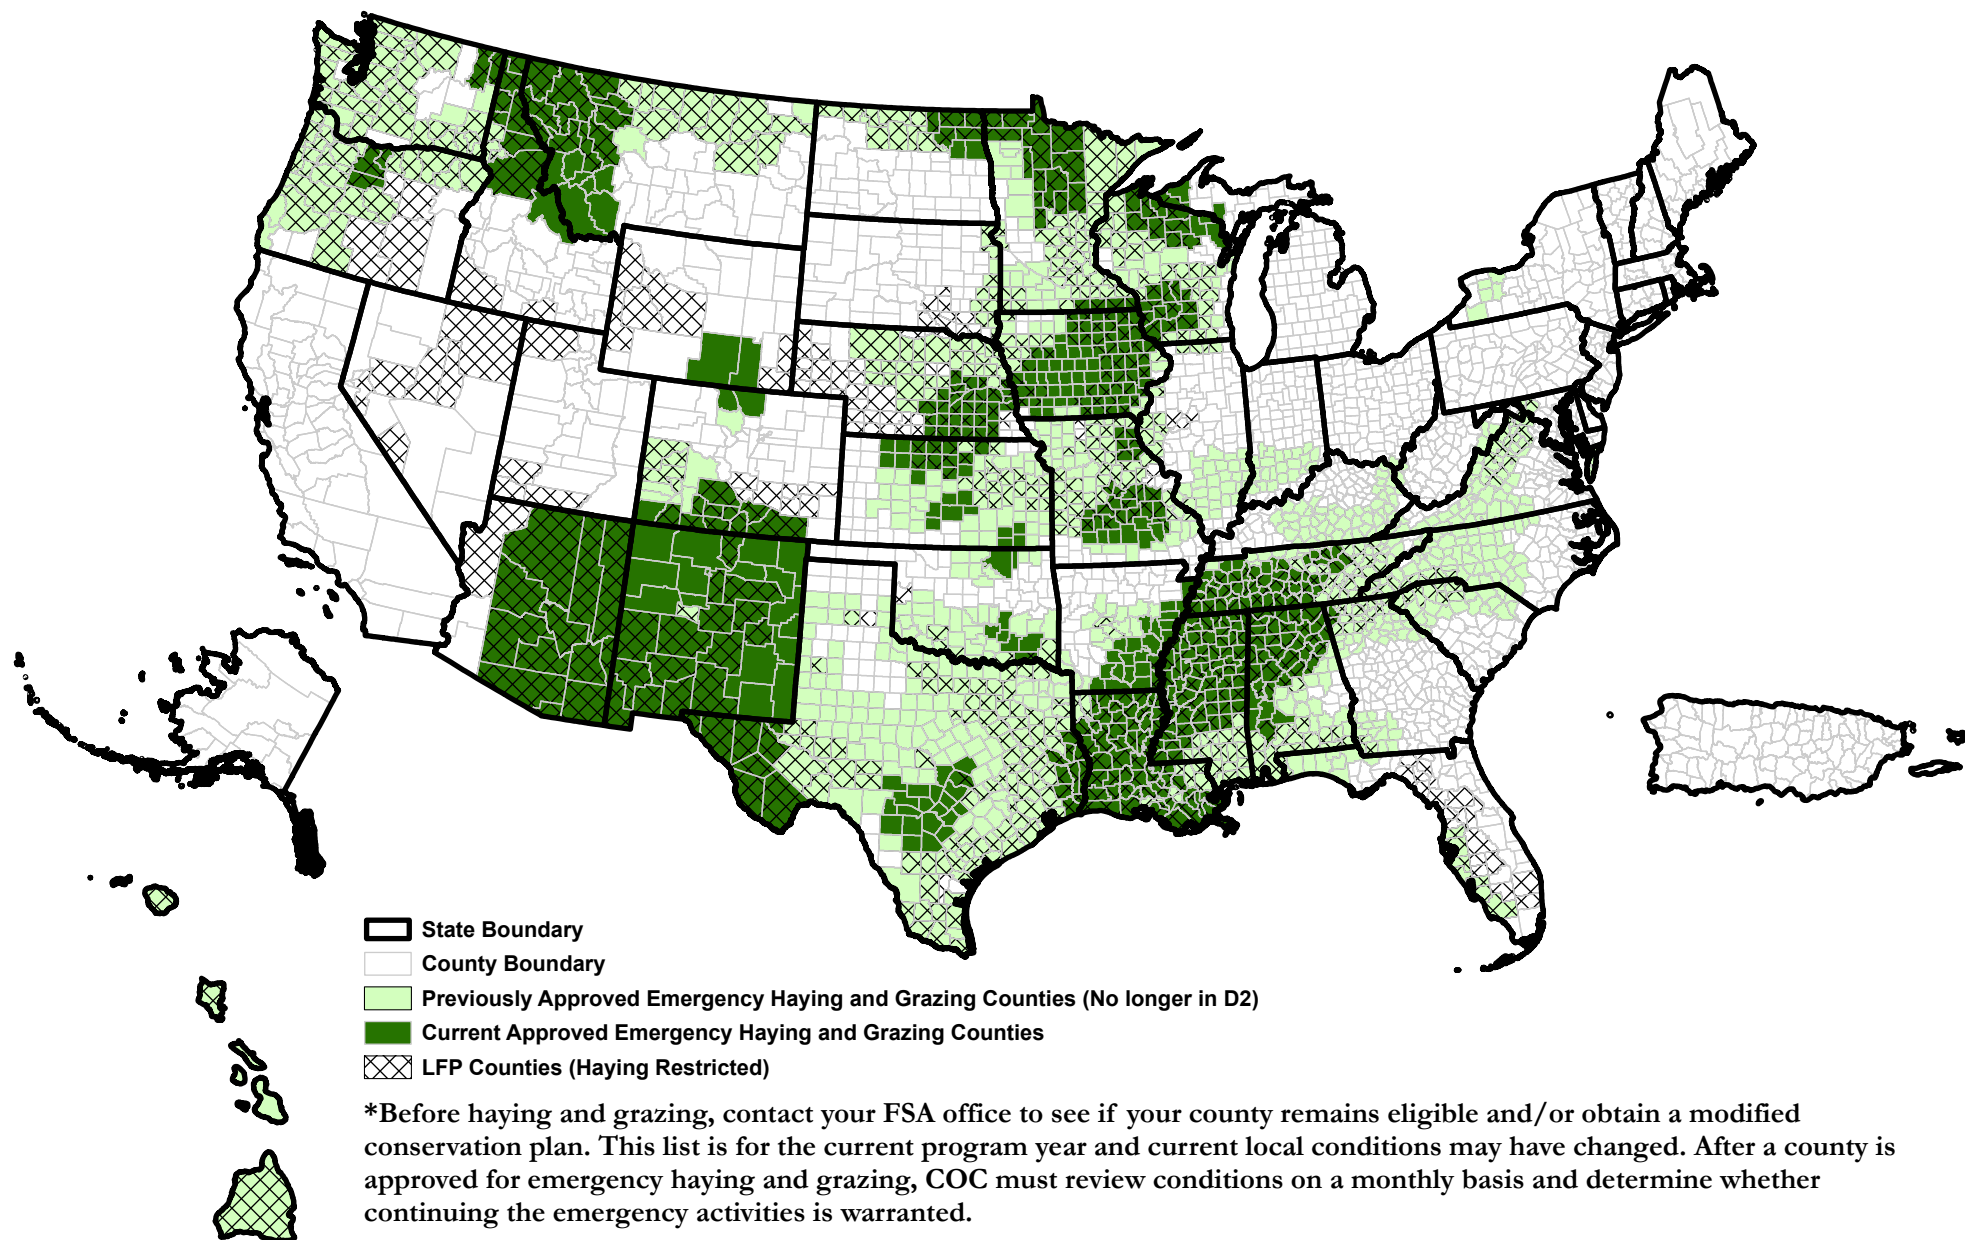 State Boundary
County Boundary
Previously Approved Emergency Haying and Grazing Counties (No longer in D2)
Current Approved Emergency Haying and Grazing Counties
LFP Counties (Haying Restricted)
*Before haying and grazing, contact your FSA office to see if your county remains eligible and/or obtain a modified
conservation plan. This list is for the current program year and current local conditions may have changed. After a county is
approved for emergency haying and grazing, COC must review conditions on a monthly basis and determine whether
continuing the emergency activities is warranted.